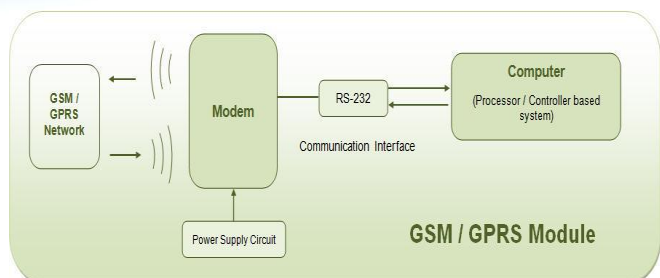 GSM /
GPRS
Network
Modem
RS-232
Communication Interface
Computer
(Processor / Controller based
system)
Power Supply Circuit
GSM / GPRS Module